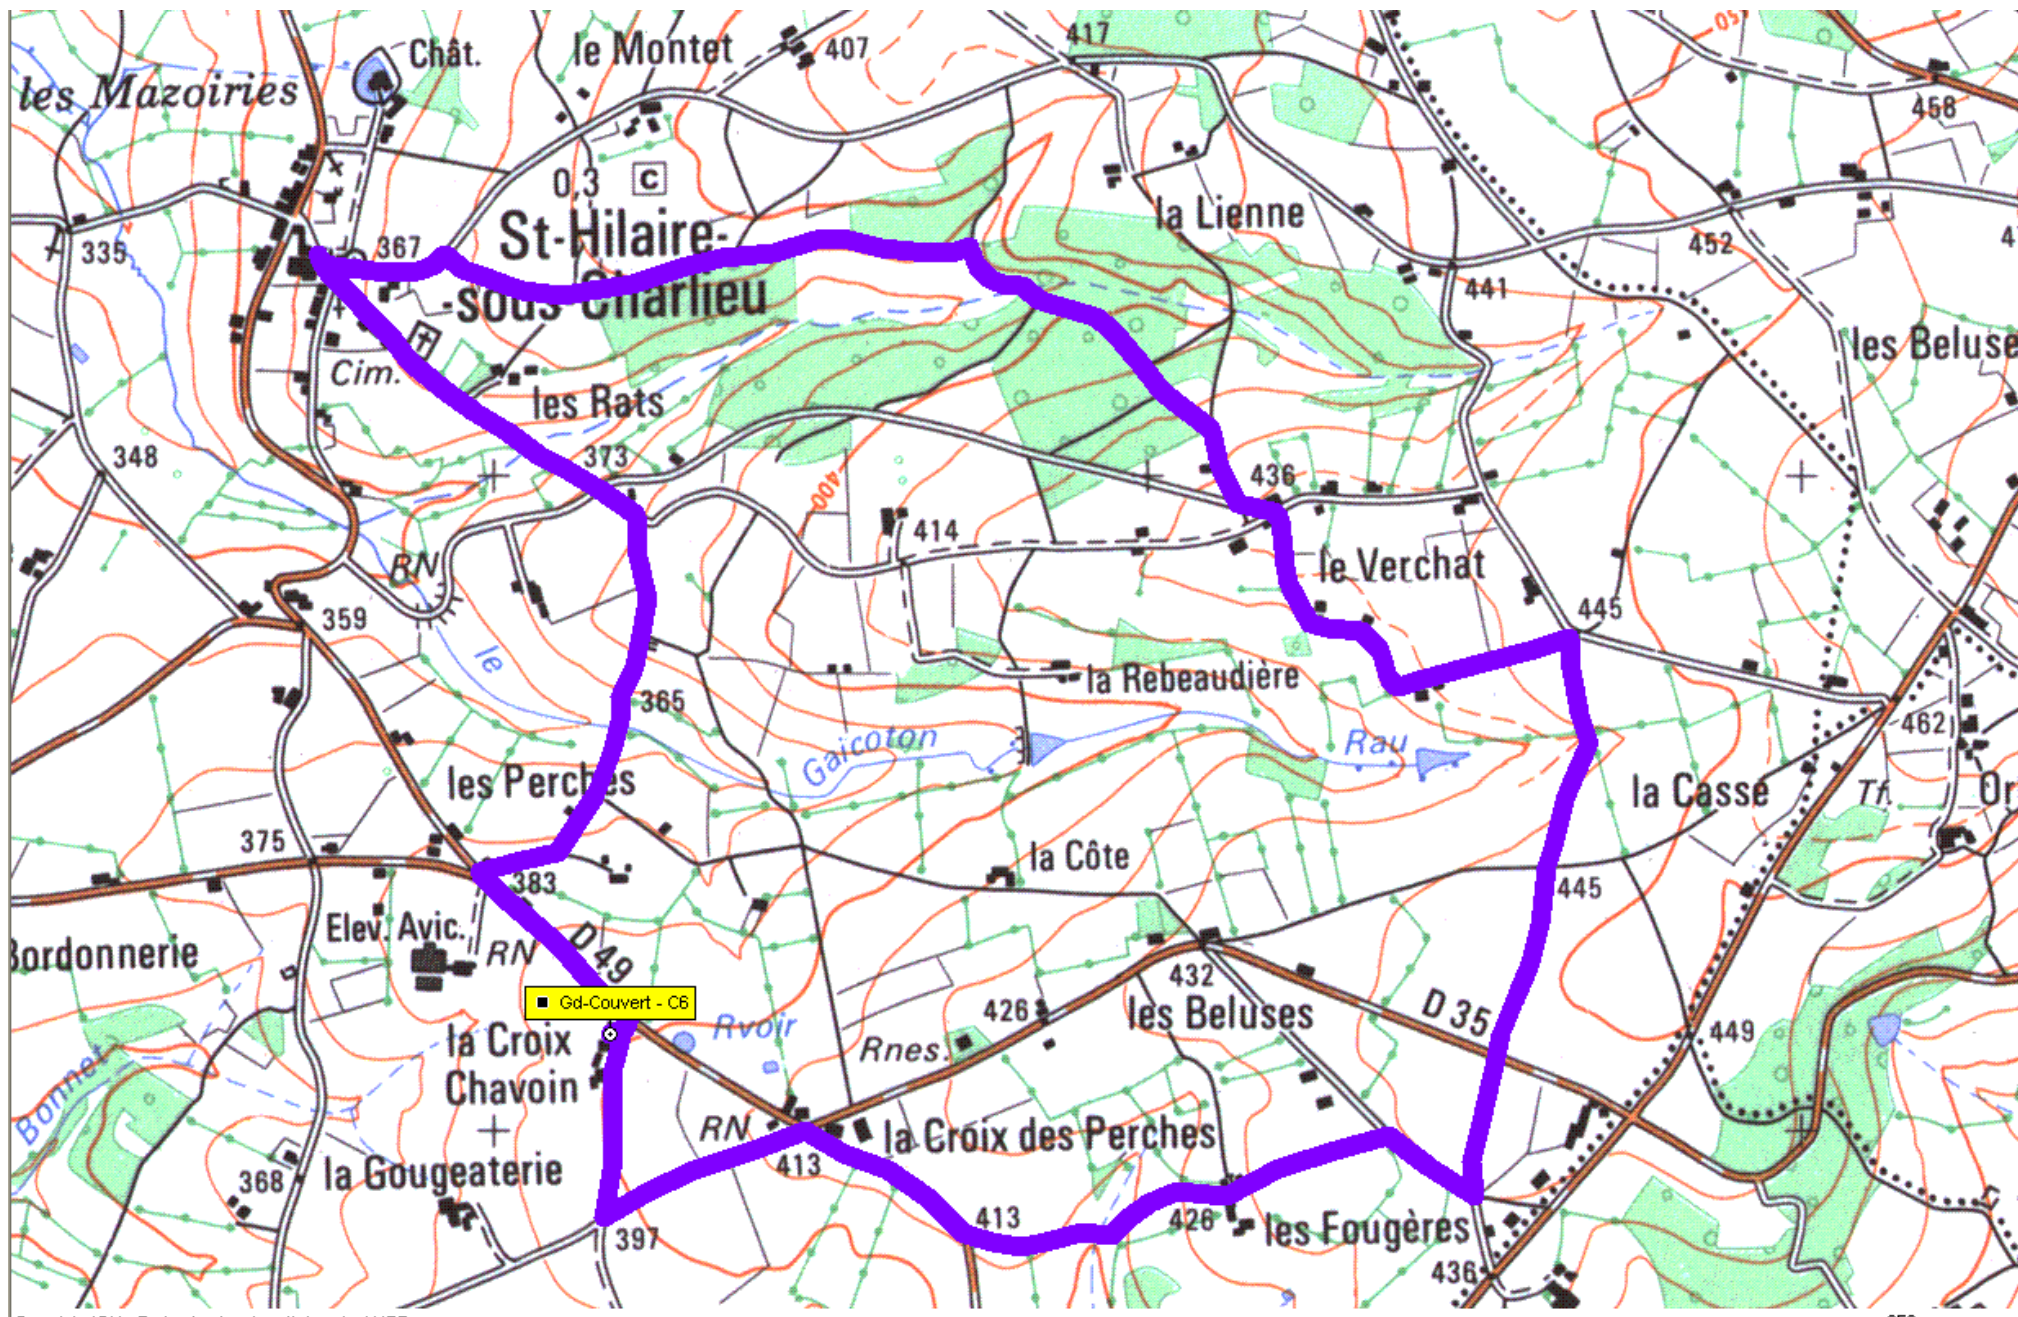 Chât.
le Montet
407
417
les Mazoiries
458
0,3
C
St-Hilaire-
-sous-Charlieu
la Lienne
335
367
452
441
les Beluse
Cim.
les Rats
348
373
436
400
414
RN
le Verchat
359
445
le
365
la Rebeaudière
462
Gaicoton
Rau
les Perches
la Casse
Tf.
Or
375
la Côte
383
445
Elev. Avic.
RN
D 49
Bordonnerie
432
Gd-Couvert - C6
426
les Beluses
D 35
449
la Croix
Chavoin
Rvoir
Rnes.
Bonnet
RN
la Croix des Perches
413
368
la Gougeaterie
397
413
426
les Fougères
436